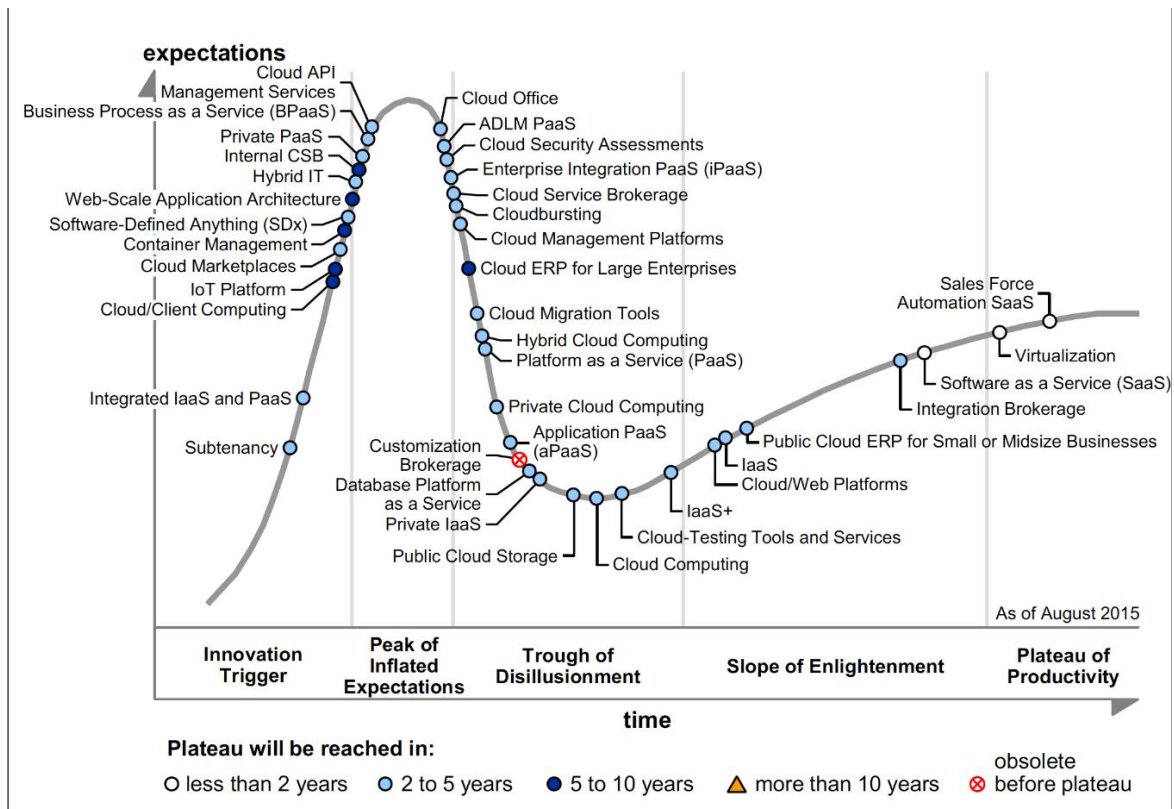 expectations
Cloud API
Management Services
Business Process as a Service (BPaaS)
Private PaaS
Internal CSB
Hybrid IT
Web-Scale Application Architecture
Software-Defined Anything (SDx)
Container Management
Cloud Marketplaces
IoT Platform
Cloud/Client Computing
Integrated IaaS and PaaS
Subtenancy
Cloud Office
ADLM PaaS
Cloud Security Assessments
Enterprise Integration PaaS (iPaaS)
Cloud Service Brokerage
Cloudbursting
Cloud Management Platforms
Cloud ERP for Large Enterprises
Cloud Migration Tools
Hybrid Cloud Computing
Platform as a Service (PaaS)
Private Cloud Computing
Application PaaS
(aPaaS)
Customization
Brokerage
Database Platform
as a Service
Private IaaS
Public Cloud Storage
Cloud Computing
Cloud-Testing Tools and Services
IaaS+
Cloud/Web Platforms
IaaS
Public Cloud ERP for Small or Midsize Businesses
Integration Brokerage
Software as a Service (SaaS)
Virtualization
Sales Force
Automation SaaS
As of August 2015
Innovation
Trigger
Peak of
Inflated
Expectations
Trough of
Disillusionment
Slope of Enlightenment
Plateau of
Productivity
time
Plateau will be reached in:
less than 2 years
2 to 5 years
5 to 10 years
more than 10 years
obsolete
before plateau